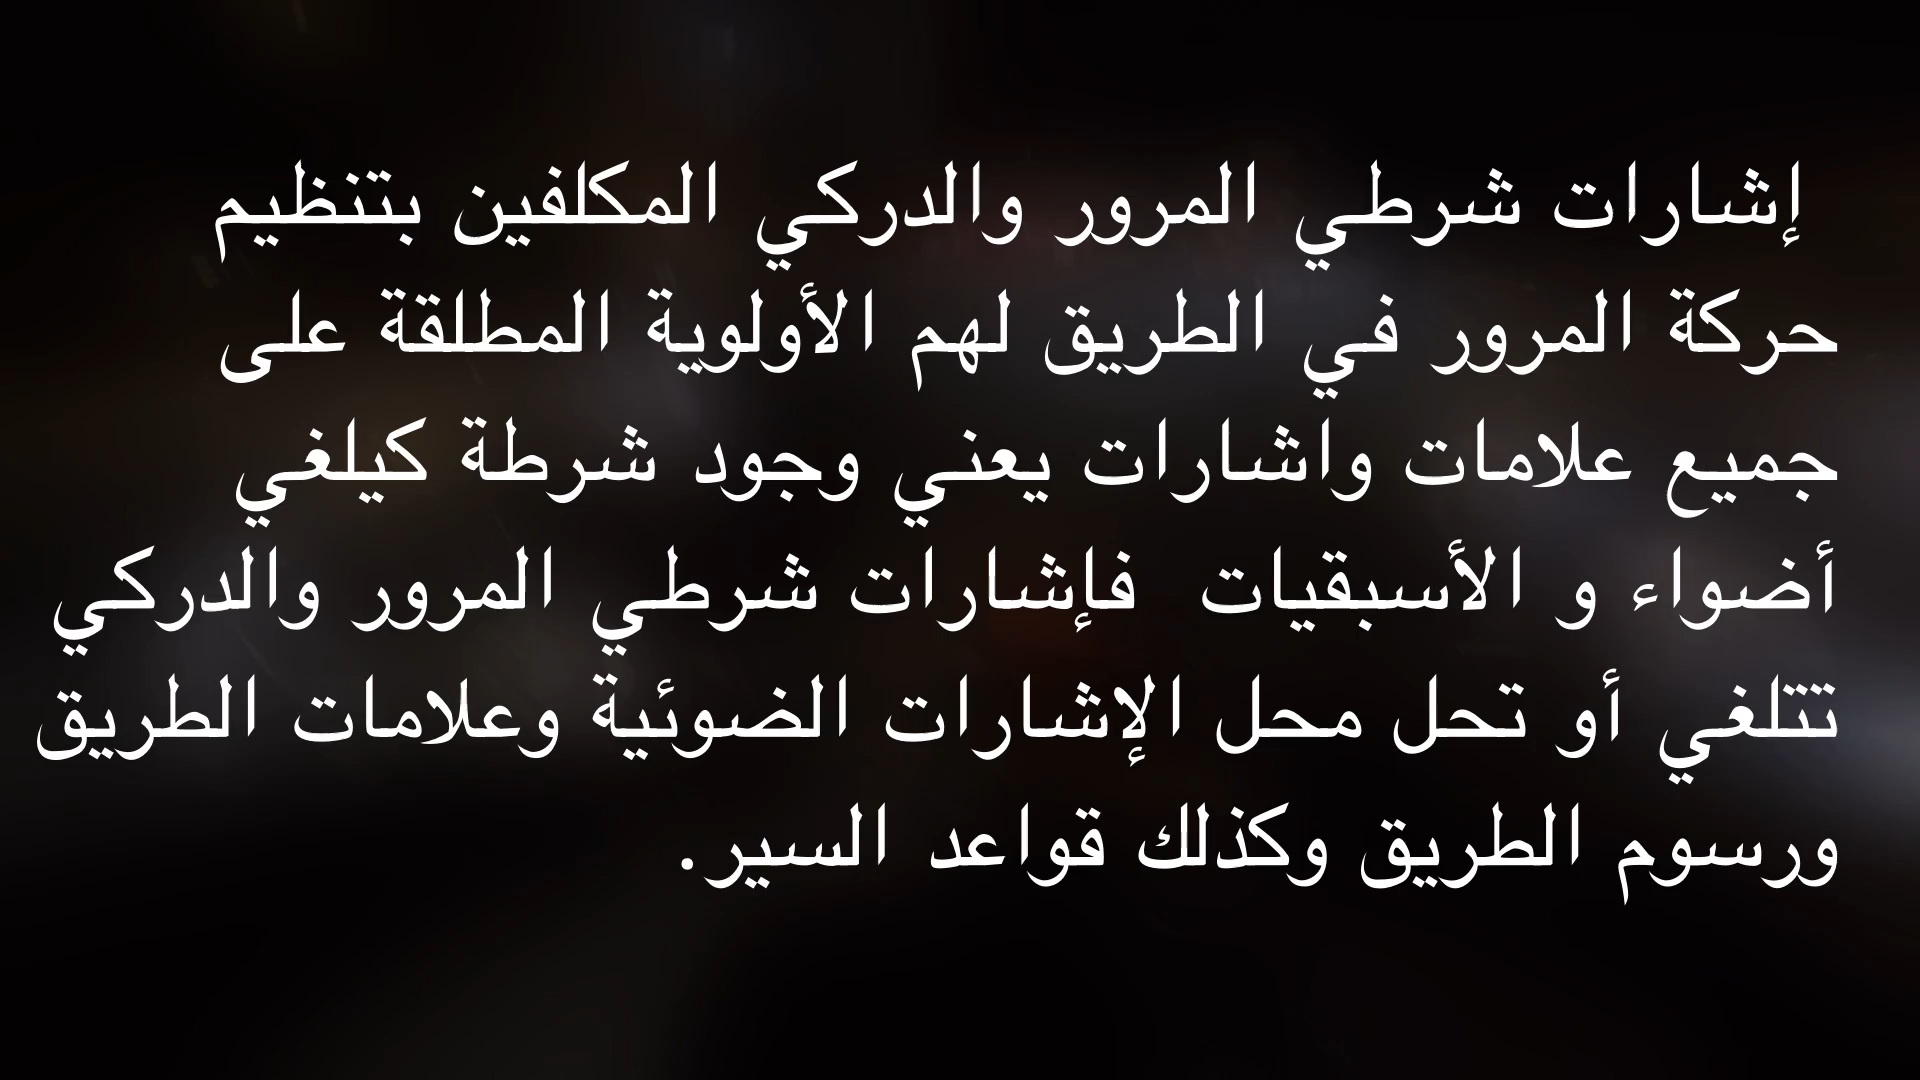 إشارات شرطي المرور والدركي المكلفين بتنظيم
حركة المرور في الطريق لهم الأولوية المطلقة على
جميع علامات واشارات يعني وجود شرطة كيلغي
أضواء و الأسبقيات فإشارات شرطي المرور والدركي
تتلغي أو تحل محل الإشارات الضوئية وعلامات الطريق
ورسوم الطريق وكذلك قواعد السير.